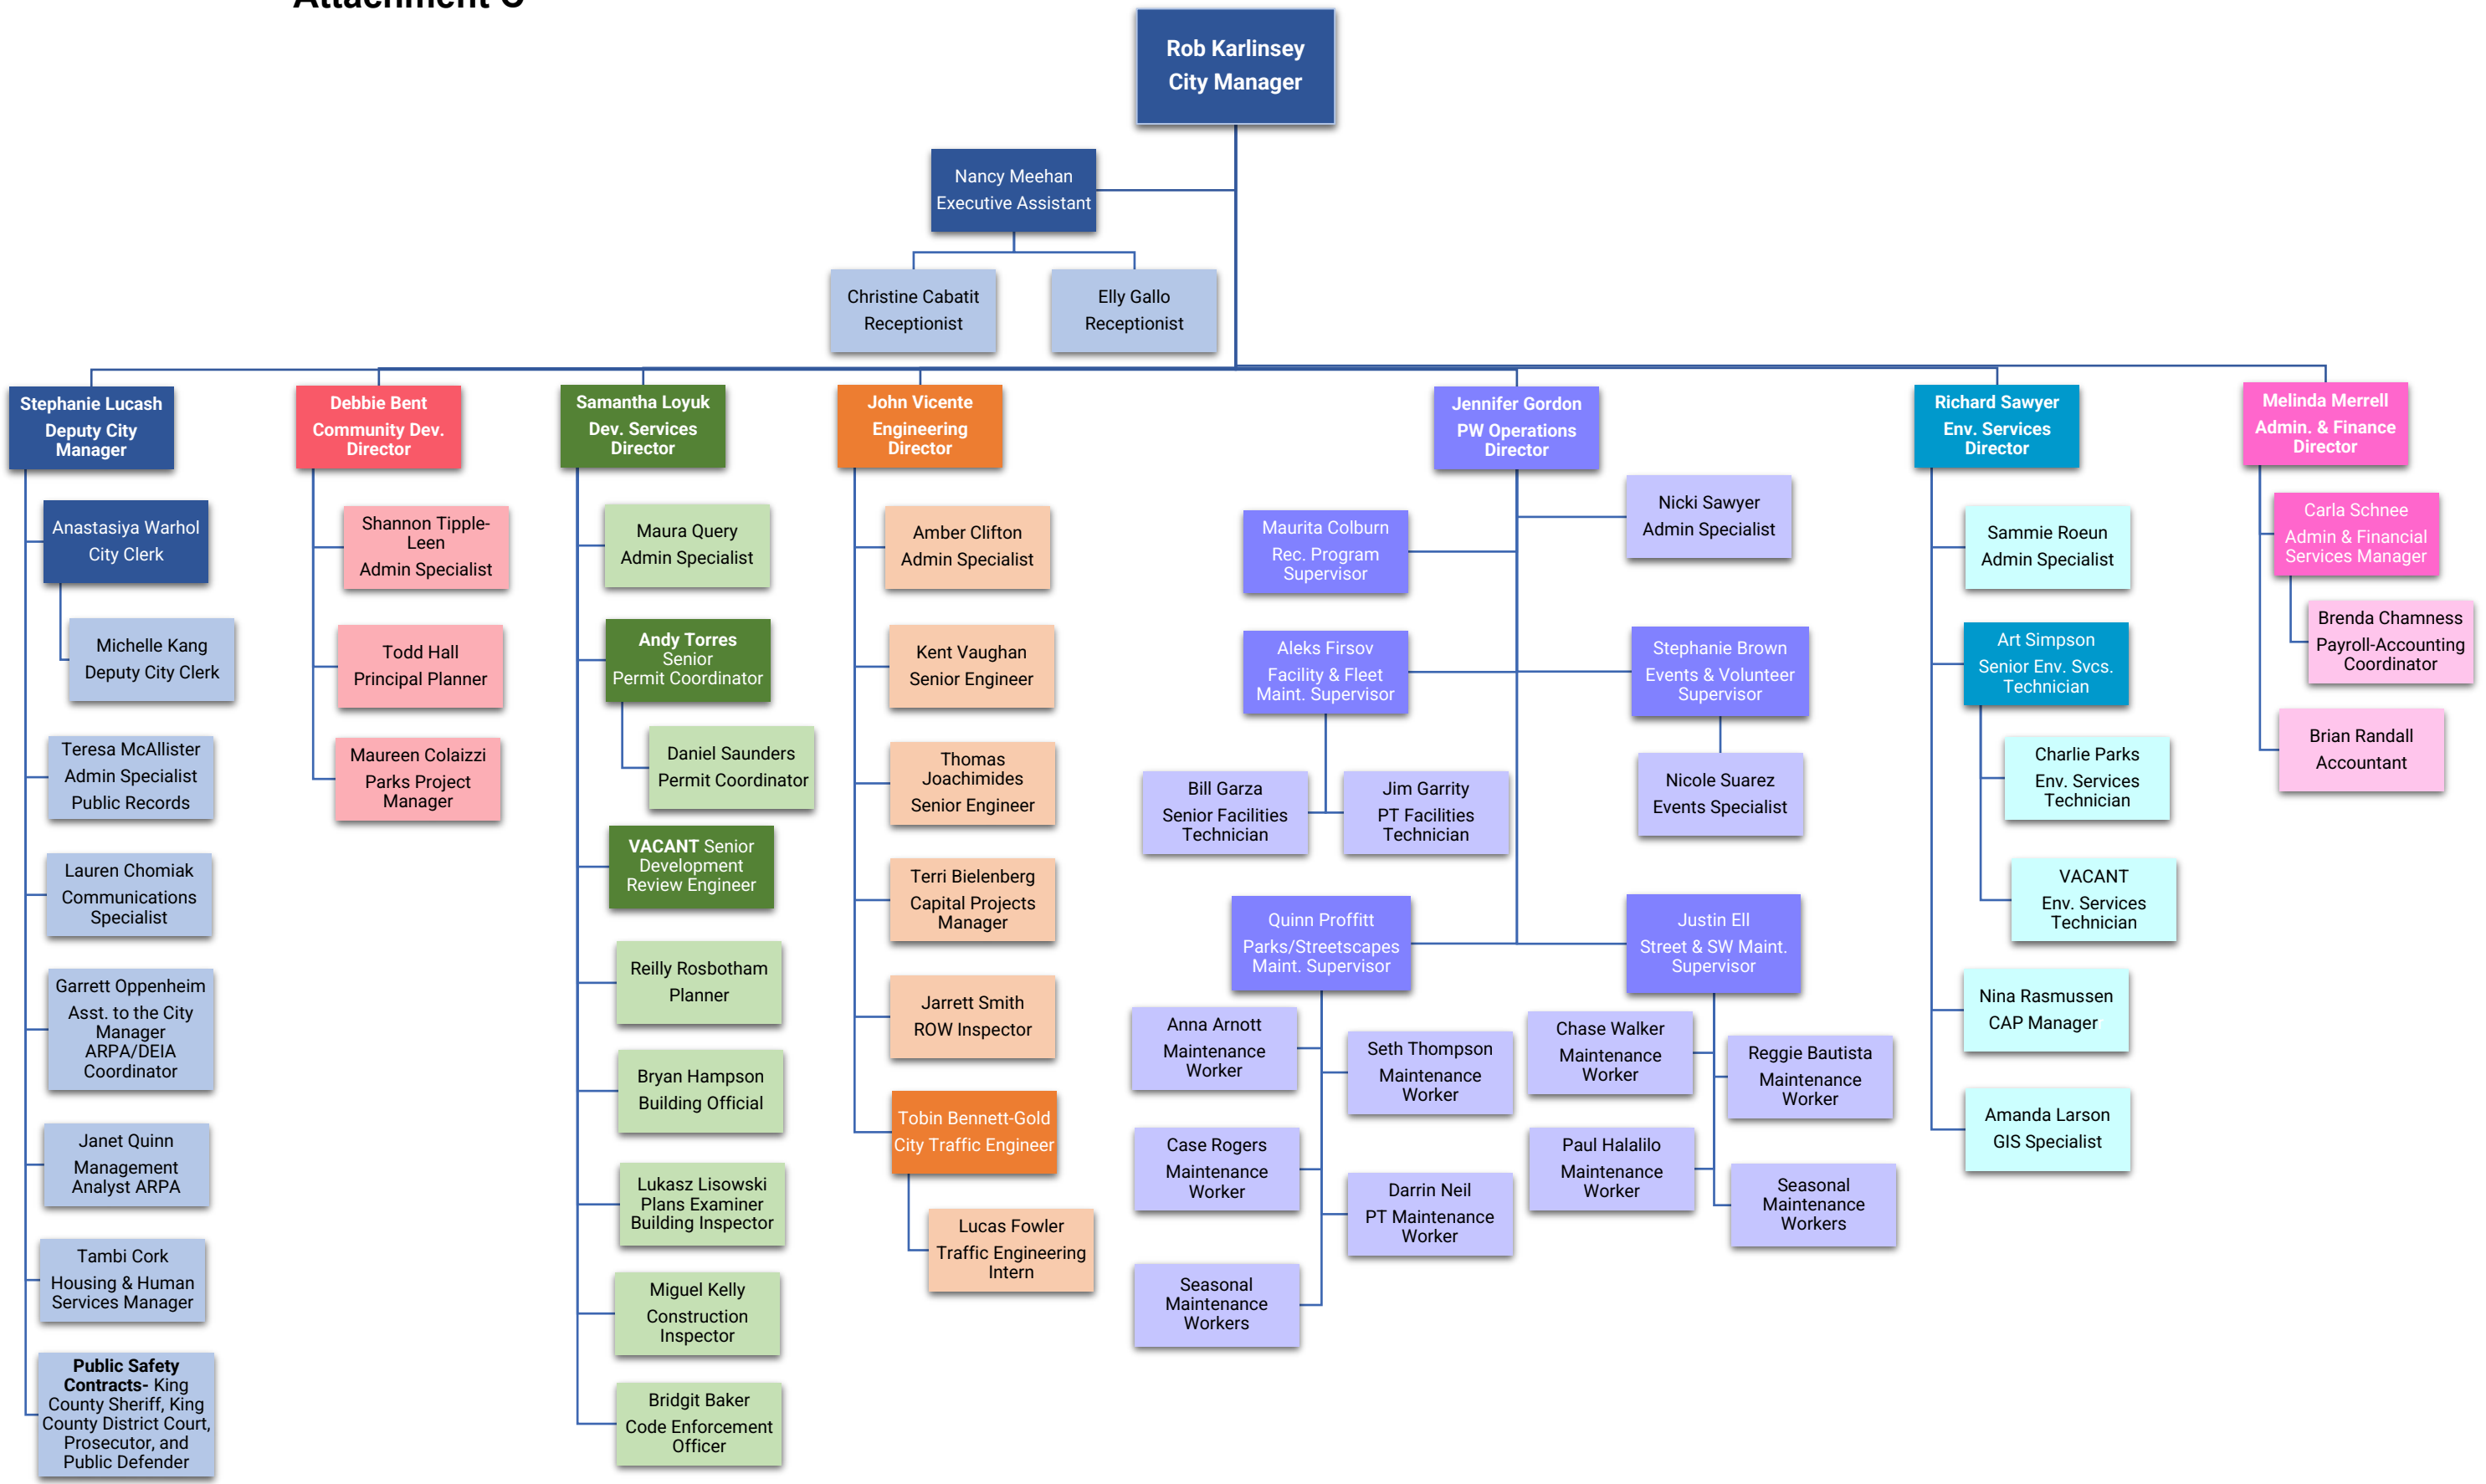 Attachment C
Rob Karlinsey
City Manager
Nancy Meehan
Executive Assistant
Christine Cabatit
Receptionist
Elly Gallo
Receptionist
Stephanie Lucash
Deputy City
Manager
Anastasiya Warhol
City Clerk
Michelle Kang
Deputy City Clerk
Teresa McAllister
Admin Specialist
Public Records
Lauren Chomiak
Communications
Specialist
Garrett Oppenheim
Asst. to the City
Manager
ARPA/DEIA
Coordinator
Janet Quinn
Management
Analyst ARPA
Tambi Cork
Housing & Human
Services Manager
Public Safety
Contracts- King
County Sheriff, King
County District Court,
Prosecutor, and
Public Defender
Debbie Bent
Community Dev.
Director
Shannon Tipple-
Leen
Admin Specialist
Todd Hall
Principal Planner
Maureen Colaizzi
Parks Project
Manager
Samantha Loyuk
Dev. Services
Director
Maura Query
Admin Specialist
Andy Torres
Senior
Permit Coordinator
Daniel Saunders
Permit Coordinator
VACANT Senior
Development
Review Engineer
Reilly Rosbotham
Planner
Bryan Hampson
Building Official
Lukasz Lisowski
Plans Examiner
Building Inspector
Miguel Kelly
Construction
Inspector
Bridgit Baker
Code Enforcement
Officer
John Vicente
Engineering
Director
Amber Clifton
Admin Specialist
Kent Vaughan
Senior Engineer
Thomas
Joachimides
Senior Engineer
Terri Bielenberg
Capital Projects
Manager
Jarrett Smith
ROW Inspector
Tobin Bennett-Gold
City Traffic Engineer
Lucas Fowler
Traffic Engineering
Intern
Jennifer Gordon
PW Operations
Director
Nicki Sawyer
Admin Specialist
Maurita Colburn
Rec. Program
Supervisor
Aleks Firsov
Facility & Fleet
Maint. Supervisor
Bill Garza
Senior Facilities
Technician
Jim Garrity
PT Facilities
Technician
Stephanie Brown
Events & Volunteer
Supervisor
Nicole Suarez
Events Specialist
Quinn Proffitt
Parks/Streetscapes
Maint. Supervisor
Anna Arnott
Maintenance
Worker
Seth Thompson
Maintenance
Worker
Case Rogers
Maintenance
Worker
Darrin Neil
PT Maintenance
Worker
Seasonal
Maintenance
Workers
Justin Ell
Street & SW Maint.
Supervisor
Chase Walker
Maintenance
Worker
Reggie Bautista
Maintenance
Worker
Paul Halalilo
Maintenance
Worker
Seasonal
Maintenance
Workers
Richard Sawyer
Env. Services
Director
Sammie Roeun
Admin Specialist
Art Simpson
Senior Env. Svcs.
Technician
Charlie Parks
Env. Services
Technician
VACANT
Env. Services
Technician
Nina Rasmussen
CAP Manager
Amanda Larson
GIS Specialist
Melinda Merrell
Admin. & Finance
Director
Carla Schnee
Admin & Financial
Services Manager
Brenda Chamness
Payroll-Accounting
Coordinator
Brian Randall
Accountant